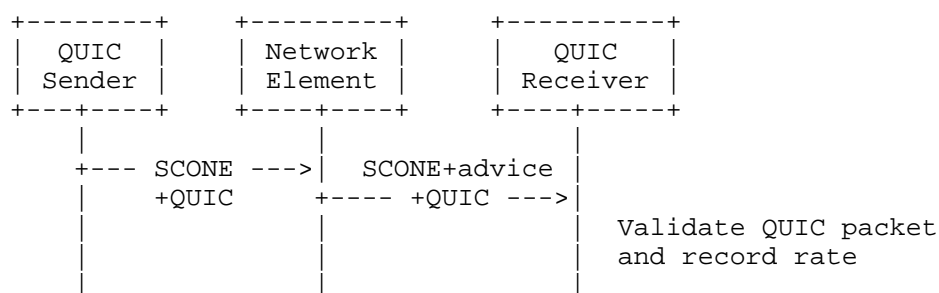 +--------+     +---------+     +----------+
|  QUIC  |     | Network |     |   QUIC   |
| Sender |     | Element |     | Receiver |
+---+----+     +----+----+     +----+-----+
    |               |               |
    +--- SCONE --->|  SCONE+advice |
    |    +QUIC     +---- +QUIC --->|
    |               |               |  Validate QUIC packet
    |               |               |  and record rate
    |               |               |